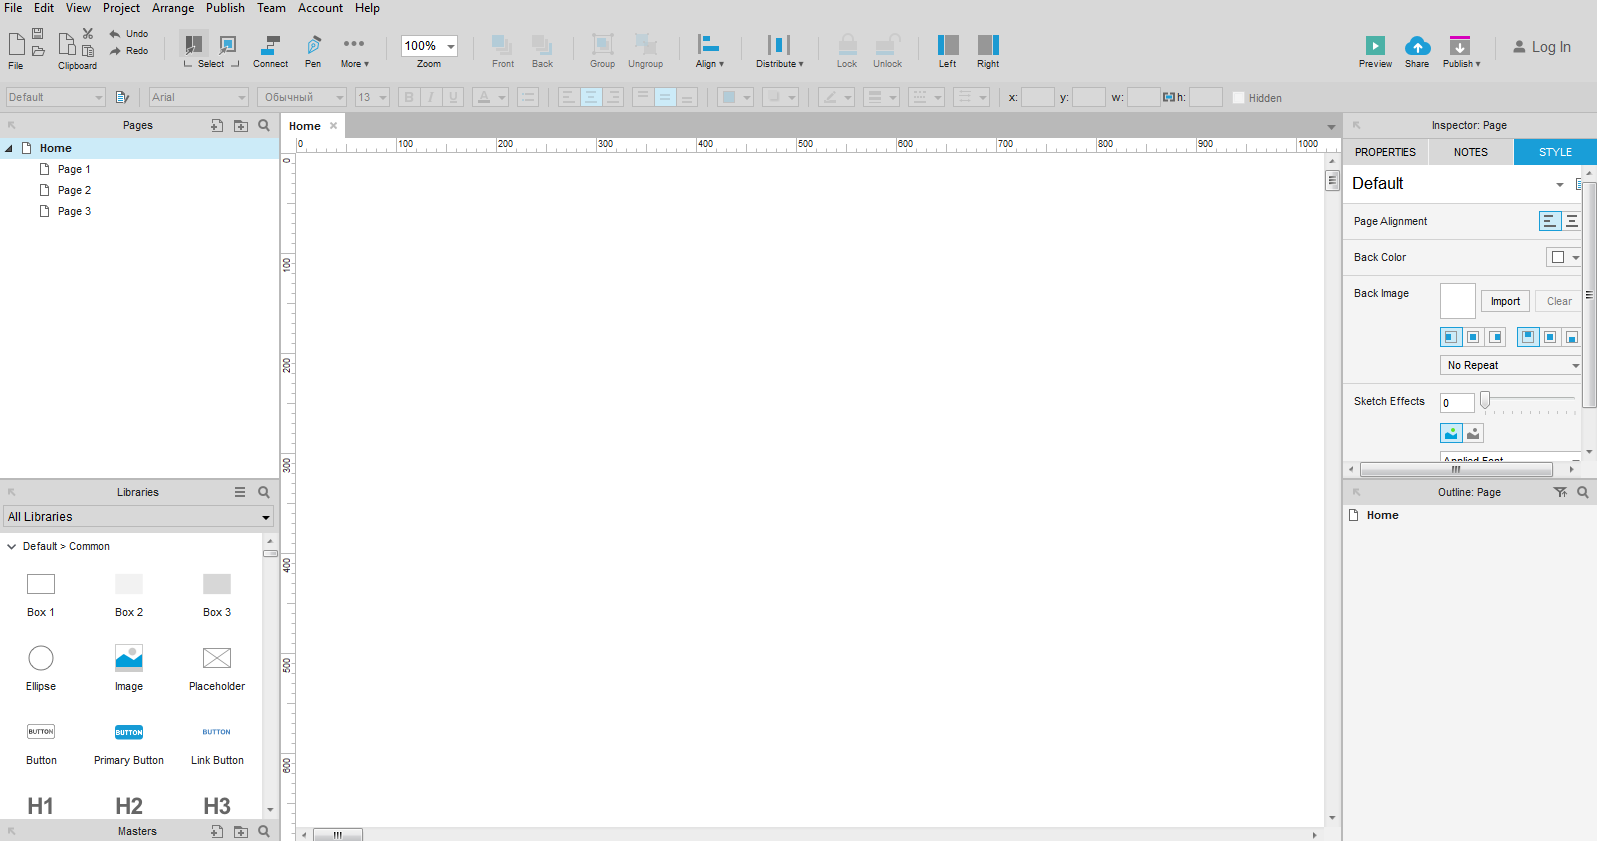 File Edit View Project Arrange Publish Team Account Help
Undo
Redo
100%
File Clipboard Select Connect Pen More Zoom Front Back Group Ungroup Align Distribute Lock Unlock Left Right Preview Share Publish Log In
Default Arial Обычный 13 B I U A x: y: w: h: Hidden
Pages
Home
Page 1
Page 2
Page 3
Home
0 100 200 300 400 500 600 700 800 900 1000
0
100
200
300
400
500
600
Inspector: Page
PROPERTIES NOTES STYLE
Default
Page Alignment
Back Color
Back Image Import Clear
No Repeat
Sketch Effects 0
Applied Font
Libraries
All Libraries
Default > Common
Box 1 Box 2 Box 3
Ellipse Image Placeholder
BUTTON BUTTON BUTTON
Button Primary Button Link Button
H1 H2 H3
Masters
Outline: Page
Home